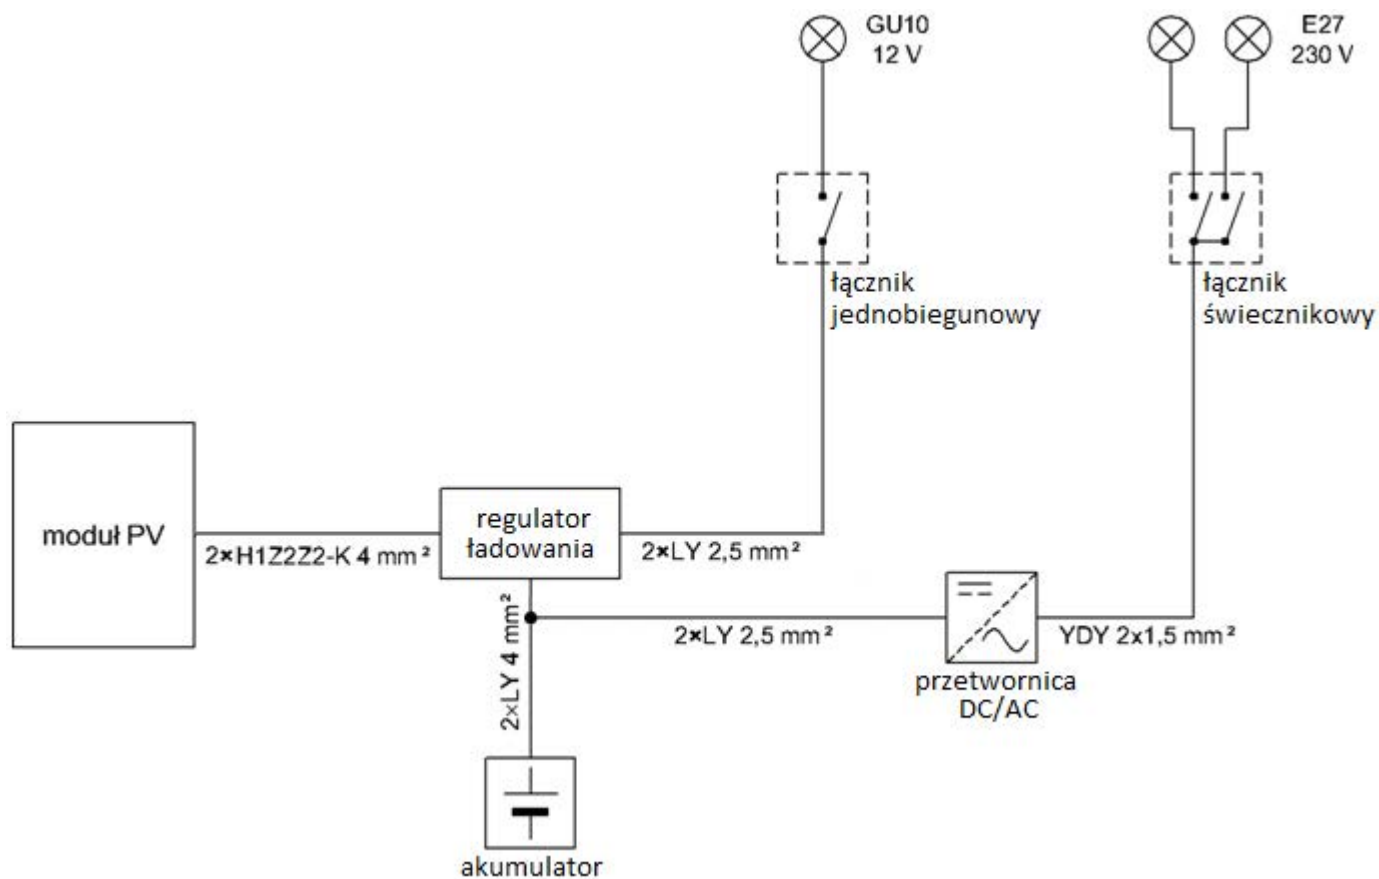 GU10
12 V
E27
230 V
łącznik
jednobiegunowy
łącznik
świecznikowy
moduł PV
2×H1Z2Z2-K 4 mm²
regulator
ładowania
2×LY 2,5 mm²
2×LY 4 mm²
2×LY 2,5 mm²
YDY 2x1,5 mm²
przetwornica
DC/AC
akumulator